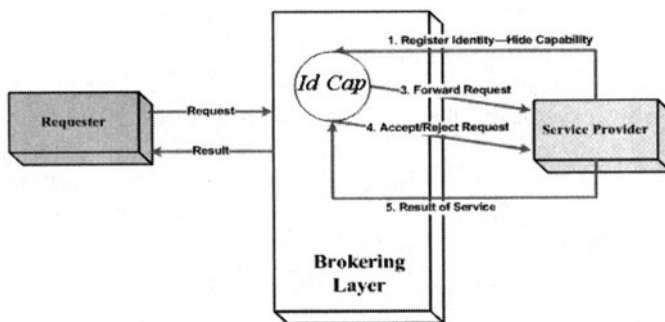 1. Register Identity—Hide Capability
Id Cap
3. Forward Request
Requester
Request
4. Accept/Reject Request
Service Provider
Result
5. Result of Service
Brokering
Layer